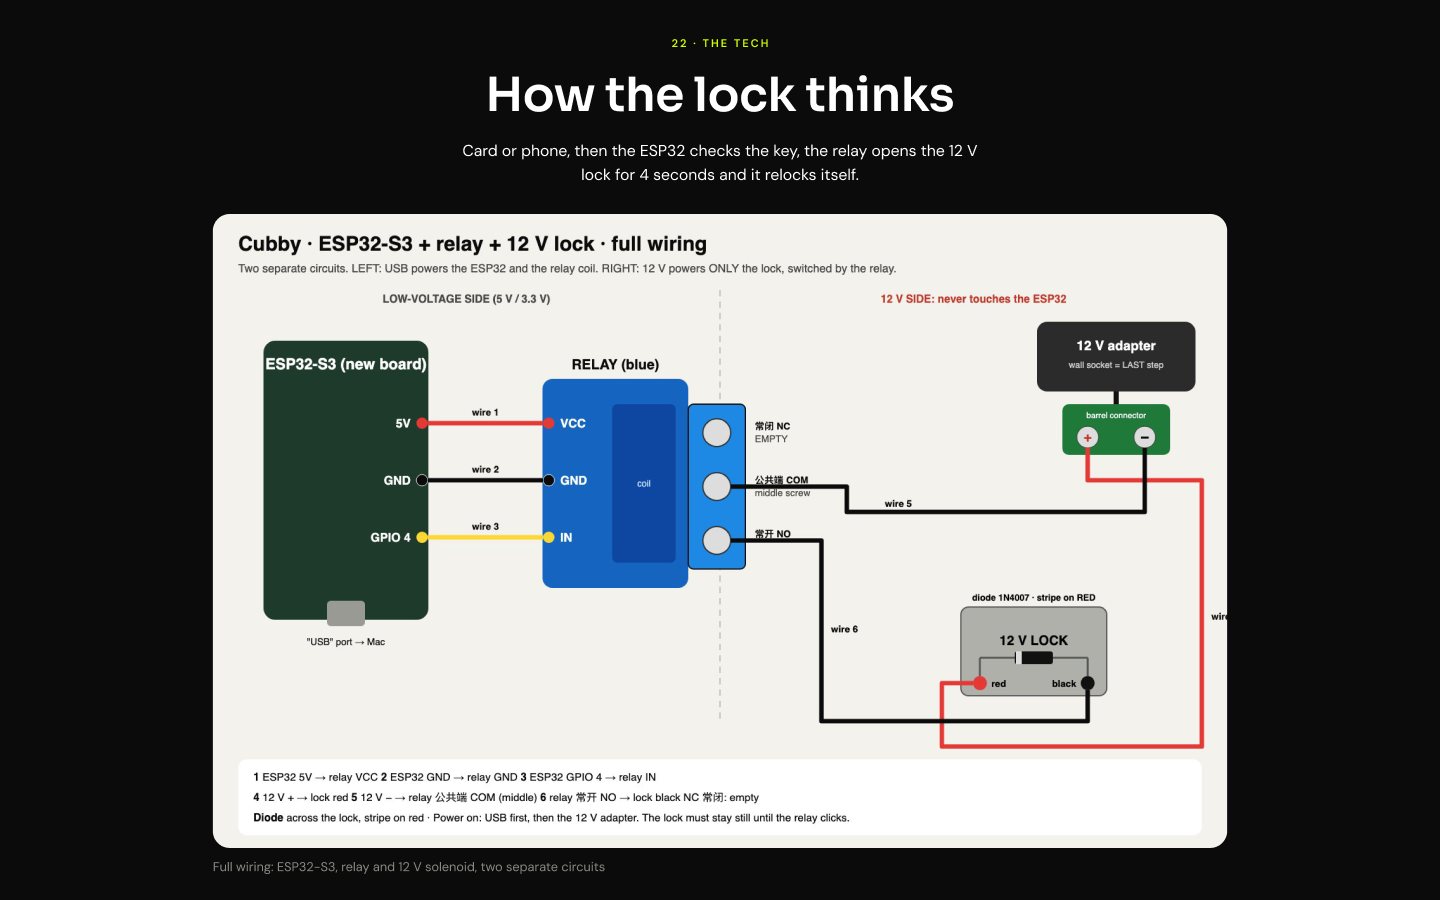 22 · THE TECH
How the lock thinks
Card or phone, then the ESP32 checks the key, the relay opens the 12 V
lock for 4 seconds and it relocks itself.
Cubby · ESP32-S3 + relay + 12 V lock · full wiring
Two separate circuits. LEFT: USB powers the ESP32 and the relay coil. RIGHT: 12 V powers ONLY the lock, switched by the relay.
LOW-VOLTAGE SIDE (5 V / 3.3 V)
12 V SIDE: never touches the ESP32
ESP32-S3 (new board)
5V
GND
GPIO 4
"USB" port → Mac
wire 1
wire 2
wire 3
RELAY (blue)
VCC
GND
IN
coil
常闭 NC
EMPTY
公共端 COM
middle screw
常开 NO
wire 5
wire 6
12 V adapter
wall socket = LAST step
barrel connector
+
−
diode 1N4007 · stripe on RED
12 V LOCK
red
black
1 ESP32 5V → relay VCC 2 ESP32 GND → relay GND 3 ESP32 GPIO 4 → relay IN
4 12 V + → lock red 5 12 V − → relay 公共端 COM (middle) 6 relay 常开 NO → lock black NC 常闭: empty
Diode across the lock, stripe on red · Power on: USB first, then the 12 V adapter. The lock must stay still until the relay clicks.
Full wiring: ESP32-S3, relay and 12 V solenoid, two separate circuits